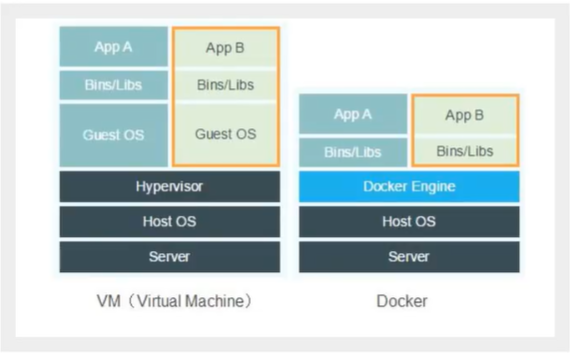 App A
App B
Bins/Libs
Bins/Libs
Guest OS
Guest OS
Hypervisor
Host OS
Server
VM（Virtual Machine）
App A
App B
Bins/Libs
Bins/Libs
Docker Engine
Host OS
Server
Docker